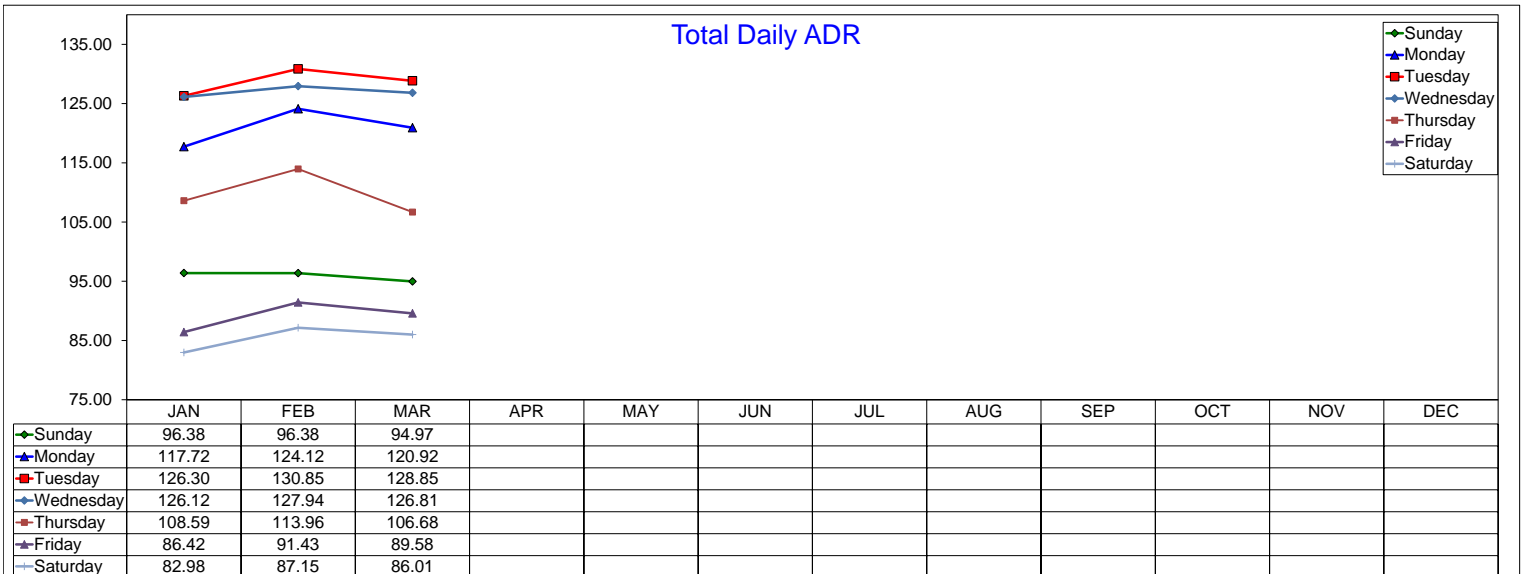 Total Daily ADR
135.00
125.00
115.00
105.00
95.00
85.00
75.00
Sunday
Monday
Tuesday
Wednesday
Thursday
Friday
Saturday
JAN FEB MAR APR MAY JUN JUL AUG SEP OCT NOV DEC
Sunday 96.38 96.38 94.97
Monday 117.72 124.12 120.92
Tuesday 126.30 130.85 128.85
Wednesday 126.12 127.94 126.81
Thursday 108.59 113.96 106.68
Friday 86.42 91.43 89.58
Saturday 82.98 87.15 86.01